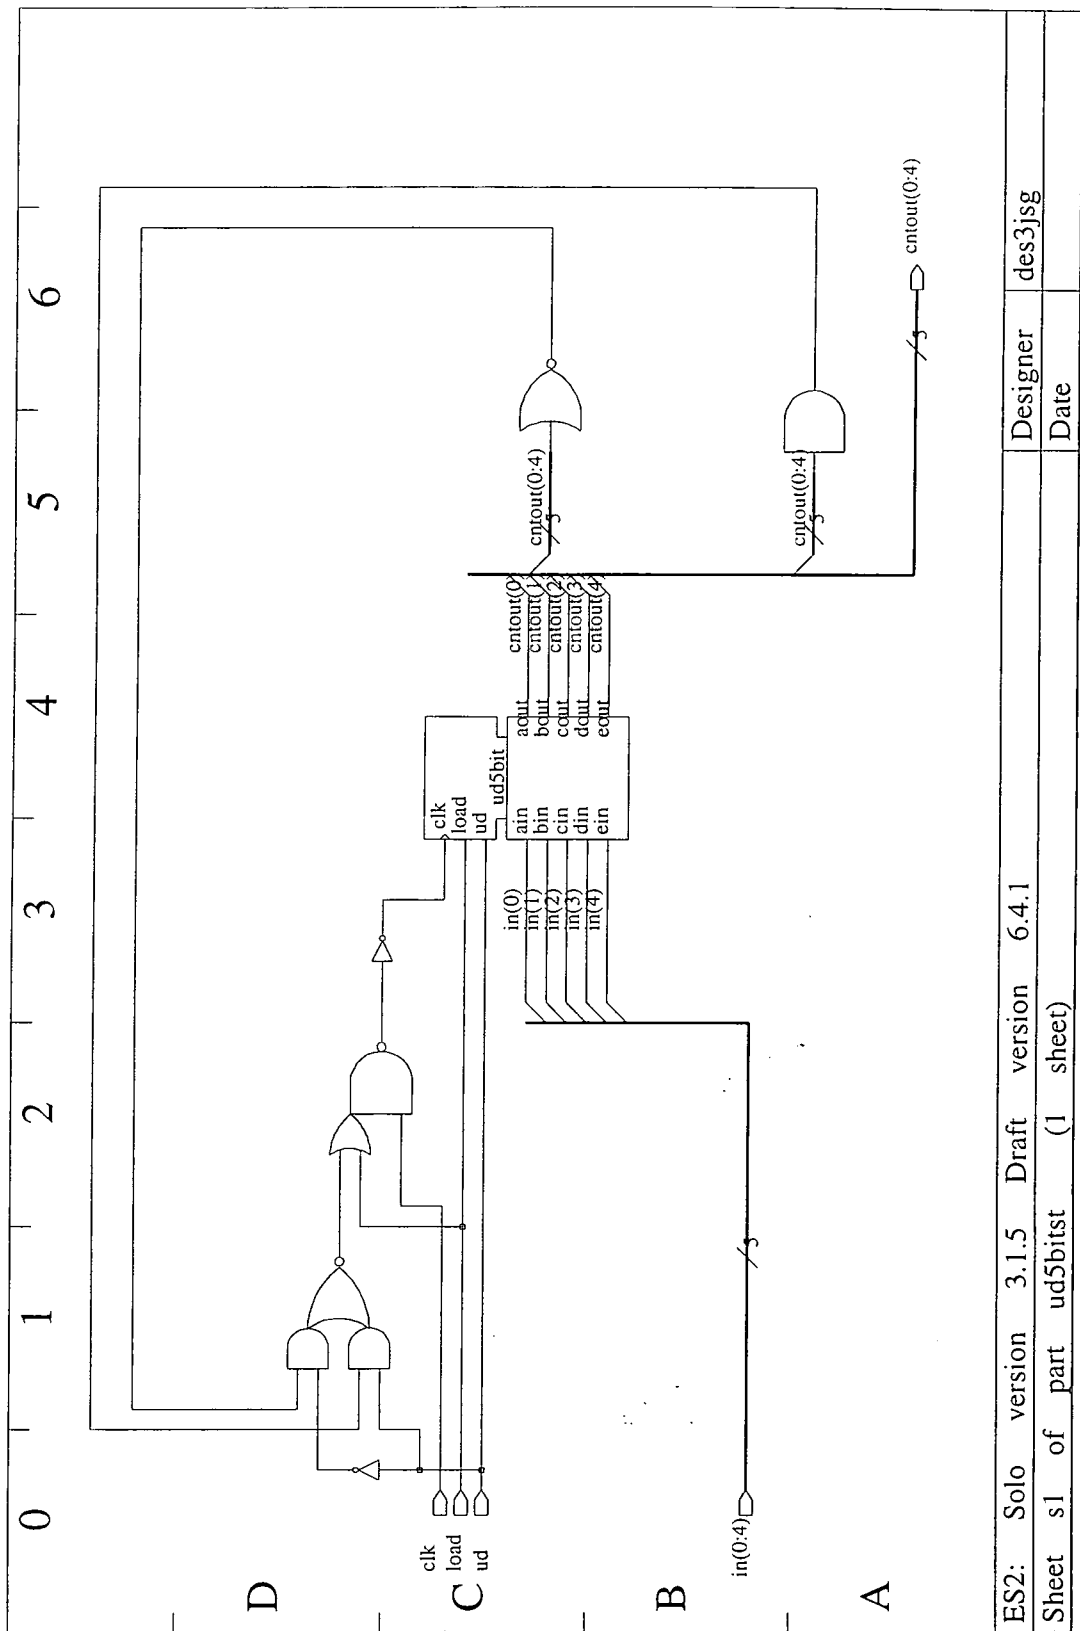 0 1 2 3 4 5 6
D
C
B
A
clk
load
ud
in(0:4)
5
in(0)
in(1)
in(2)
in(3)
in(4)
clk
load
ud
ud5bit
ain
bin
cin
din
ein
aout
bout
cout
dout
eout
cntout(0)
cntout(1)
cntout(2)
cntout(3)
cntout(4)
cntout(0:4)
5
cntout(0:4)
5
5
cntout(0:4)
ES2: Solo version 3.1.5 Draft version 6.4.1
Designer des3jsg
Sheet s1 of part ud5bitst (1 sheet)
Date